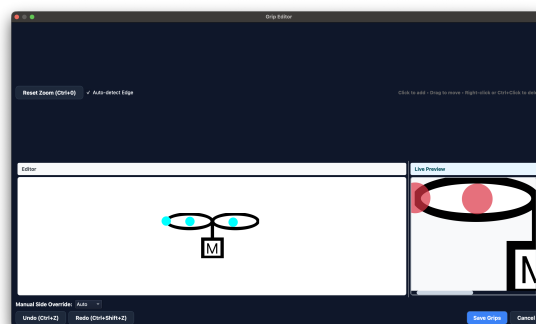 Grip Editor
Reset Zoom (Ctrl+0) ✓ Auto-detect Edge
Click to add • Drag to move • Right-click or Ctrl+Click to dele
Editor
Live Preview
M
M
Manual Side Override: Auto
Undo (Ctrl+Z) Redo (Ctrl+Shift+Z)
Save Grips Cancel